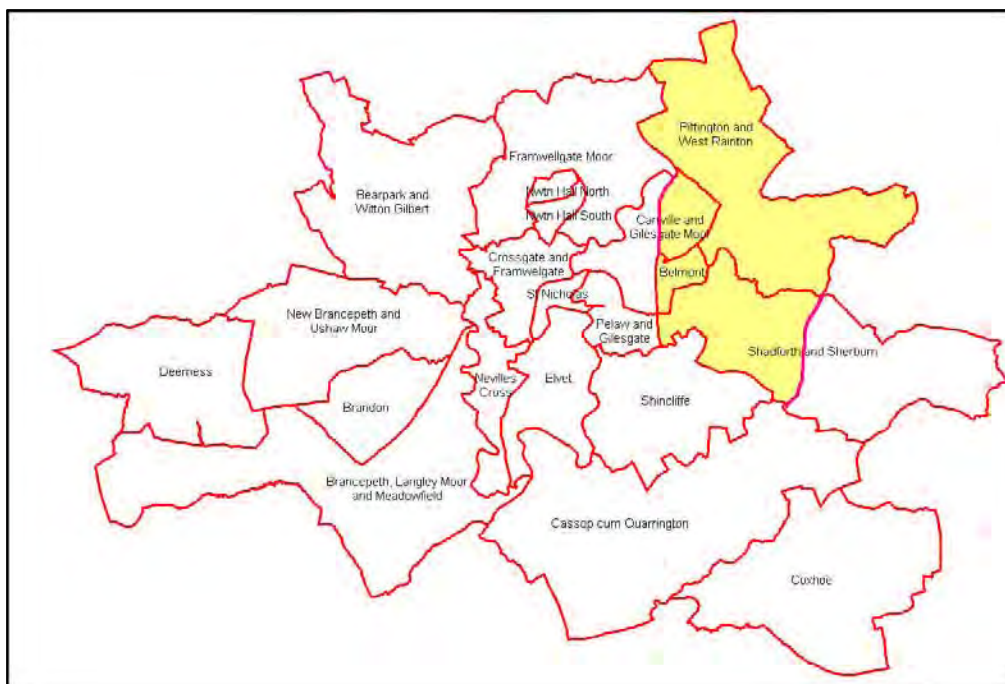 Pittington and
West Rainton
Framwellgate Moor
Bearpark and
Witton Gilbert
Nwtn Hall North
Nwtn Hall South
Carrville and
Gilesgate Moor
Crossgate and
Framwelgate
Belmont
St Nicholas
New Brancepeth and
Ushaw Moor
Pelaw and
Gilesgate
Shadforth and Sherburn
Deerness
Nevilles
Cross
Elvet
Brandon
Shincliffe
Brancepeth, Langley Moor
and Meadowfield
Cassop cum Quarrington
Coxhoe